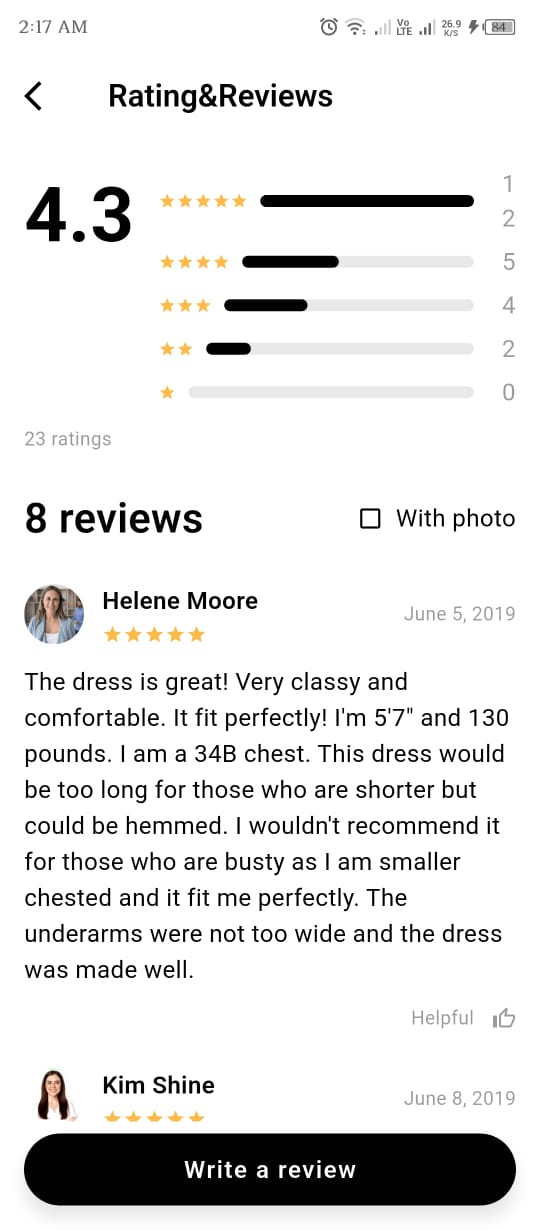 2:17 AM
Vo LTE 26.9 K/S 84
Rating&Reviews
4.3
1
2
5
4
2
0
23 ratings
8 reviews
With photo
Helene Moore
June 5, 2019
The dress is great! Very classy and
comfortable. It fit perfectly! I'm 5'7" and 130
pounds. I am a 34B chest. This dress would
be too long for those who are shorter but
could be hemmed. I wouldn't recommend it
for those who are busty as I am smaller
chested and it fit me perfectly. The
underarms were not too wide and the dress
was made well.
Helpful
Kim Shine
June 8, 2019
Write a review